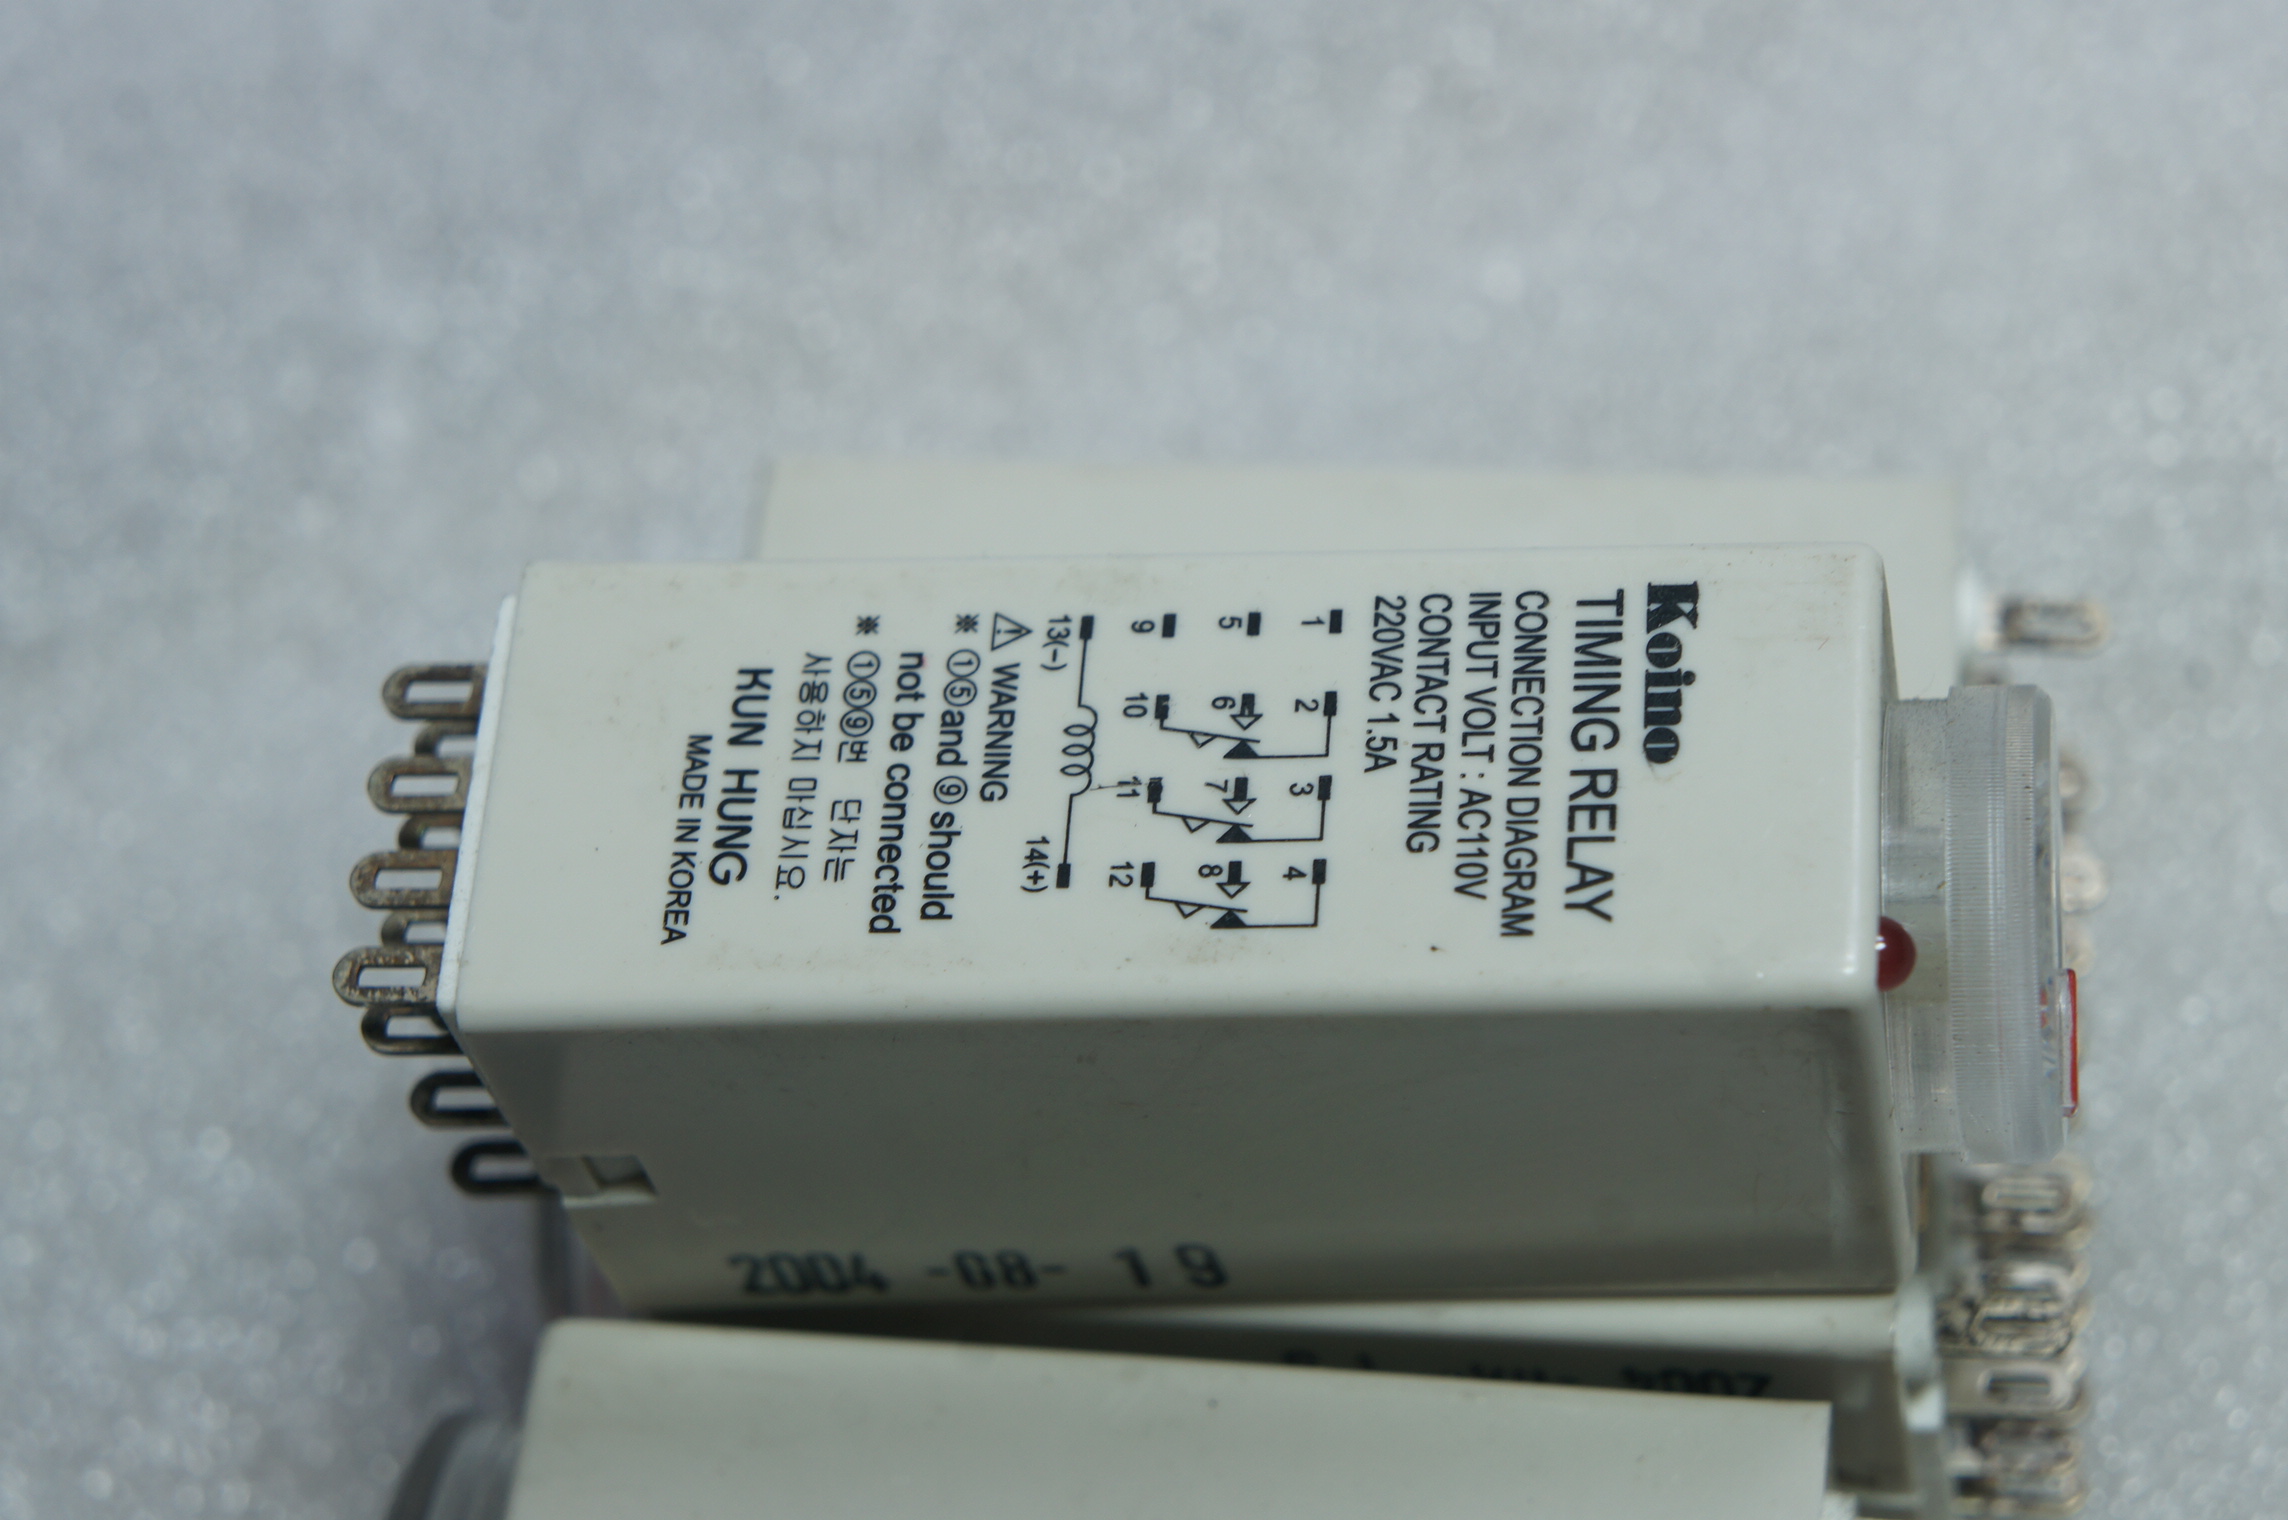 Koino
TIMING RELAY
CONNECTION DIAGRAM
INPUT VOLT : AC110V
CONTACT RATING
220VAC 1.5A
1 2 3 4
5 6 7 8
9 10 11 12
13(-) 14(+)
⚠ WARNING
※ ①⑤and ⑨ should
not be connected
※ ①⑤⑨번 단자는
사용하지 마십시요.
KUN HUNG
MADE IN KOREA
2004 -08- 19
2004